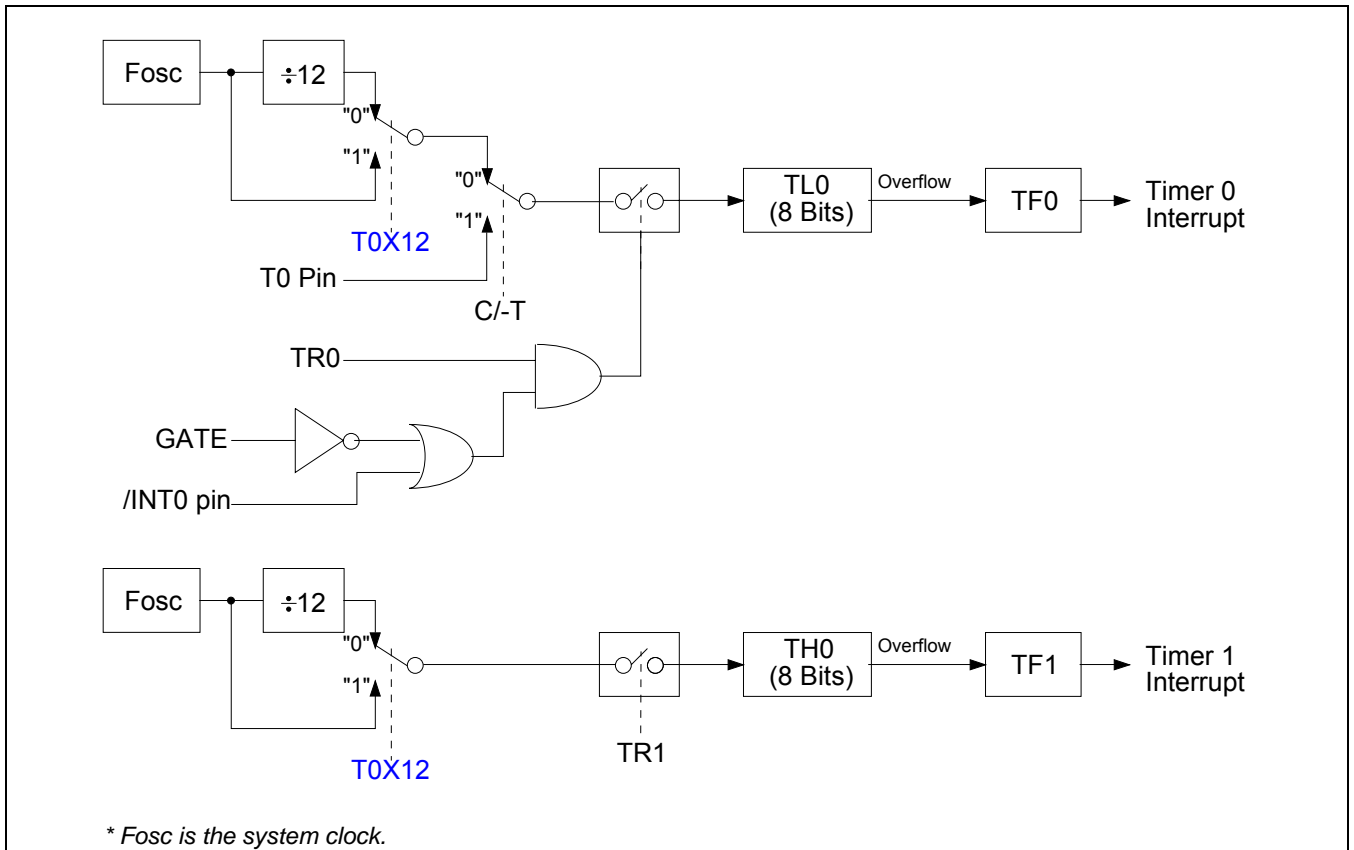 Fosc
÷12
"0"
"1"
T0X12
"0"
"1"
T0 Pin
C/-T
TL0
(8 Bits)
Overflow
TF0
Timer 0
Interrupt
TR0
GATE
/INT0 pin
Fosc
÷12
"0"
"1"
T0X12
TR1
TH0
(8 Bits)
Overflow
TF1
Timer 1
Interrupt
* Fosc is the system clock.